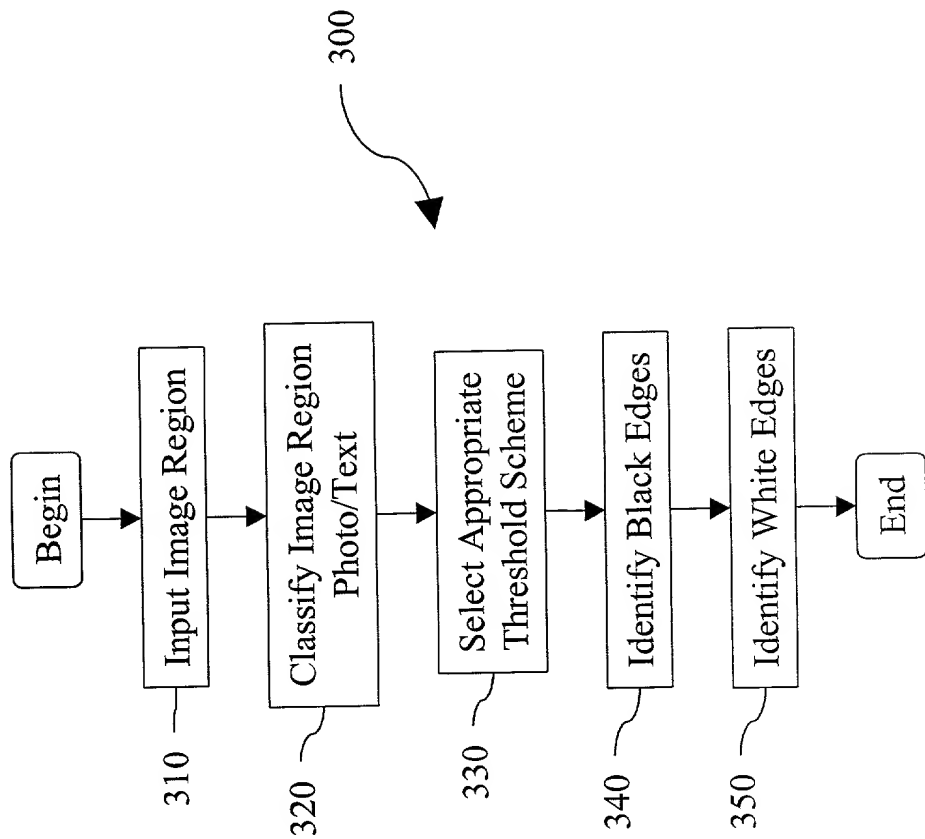 300
Begin
310
Input Image Region
320
Classify Image Region
Photo/Text
330
Select Appropriate
Threshold Scheme
340
Identify Black Edges
350
Identify White Edges
End